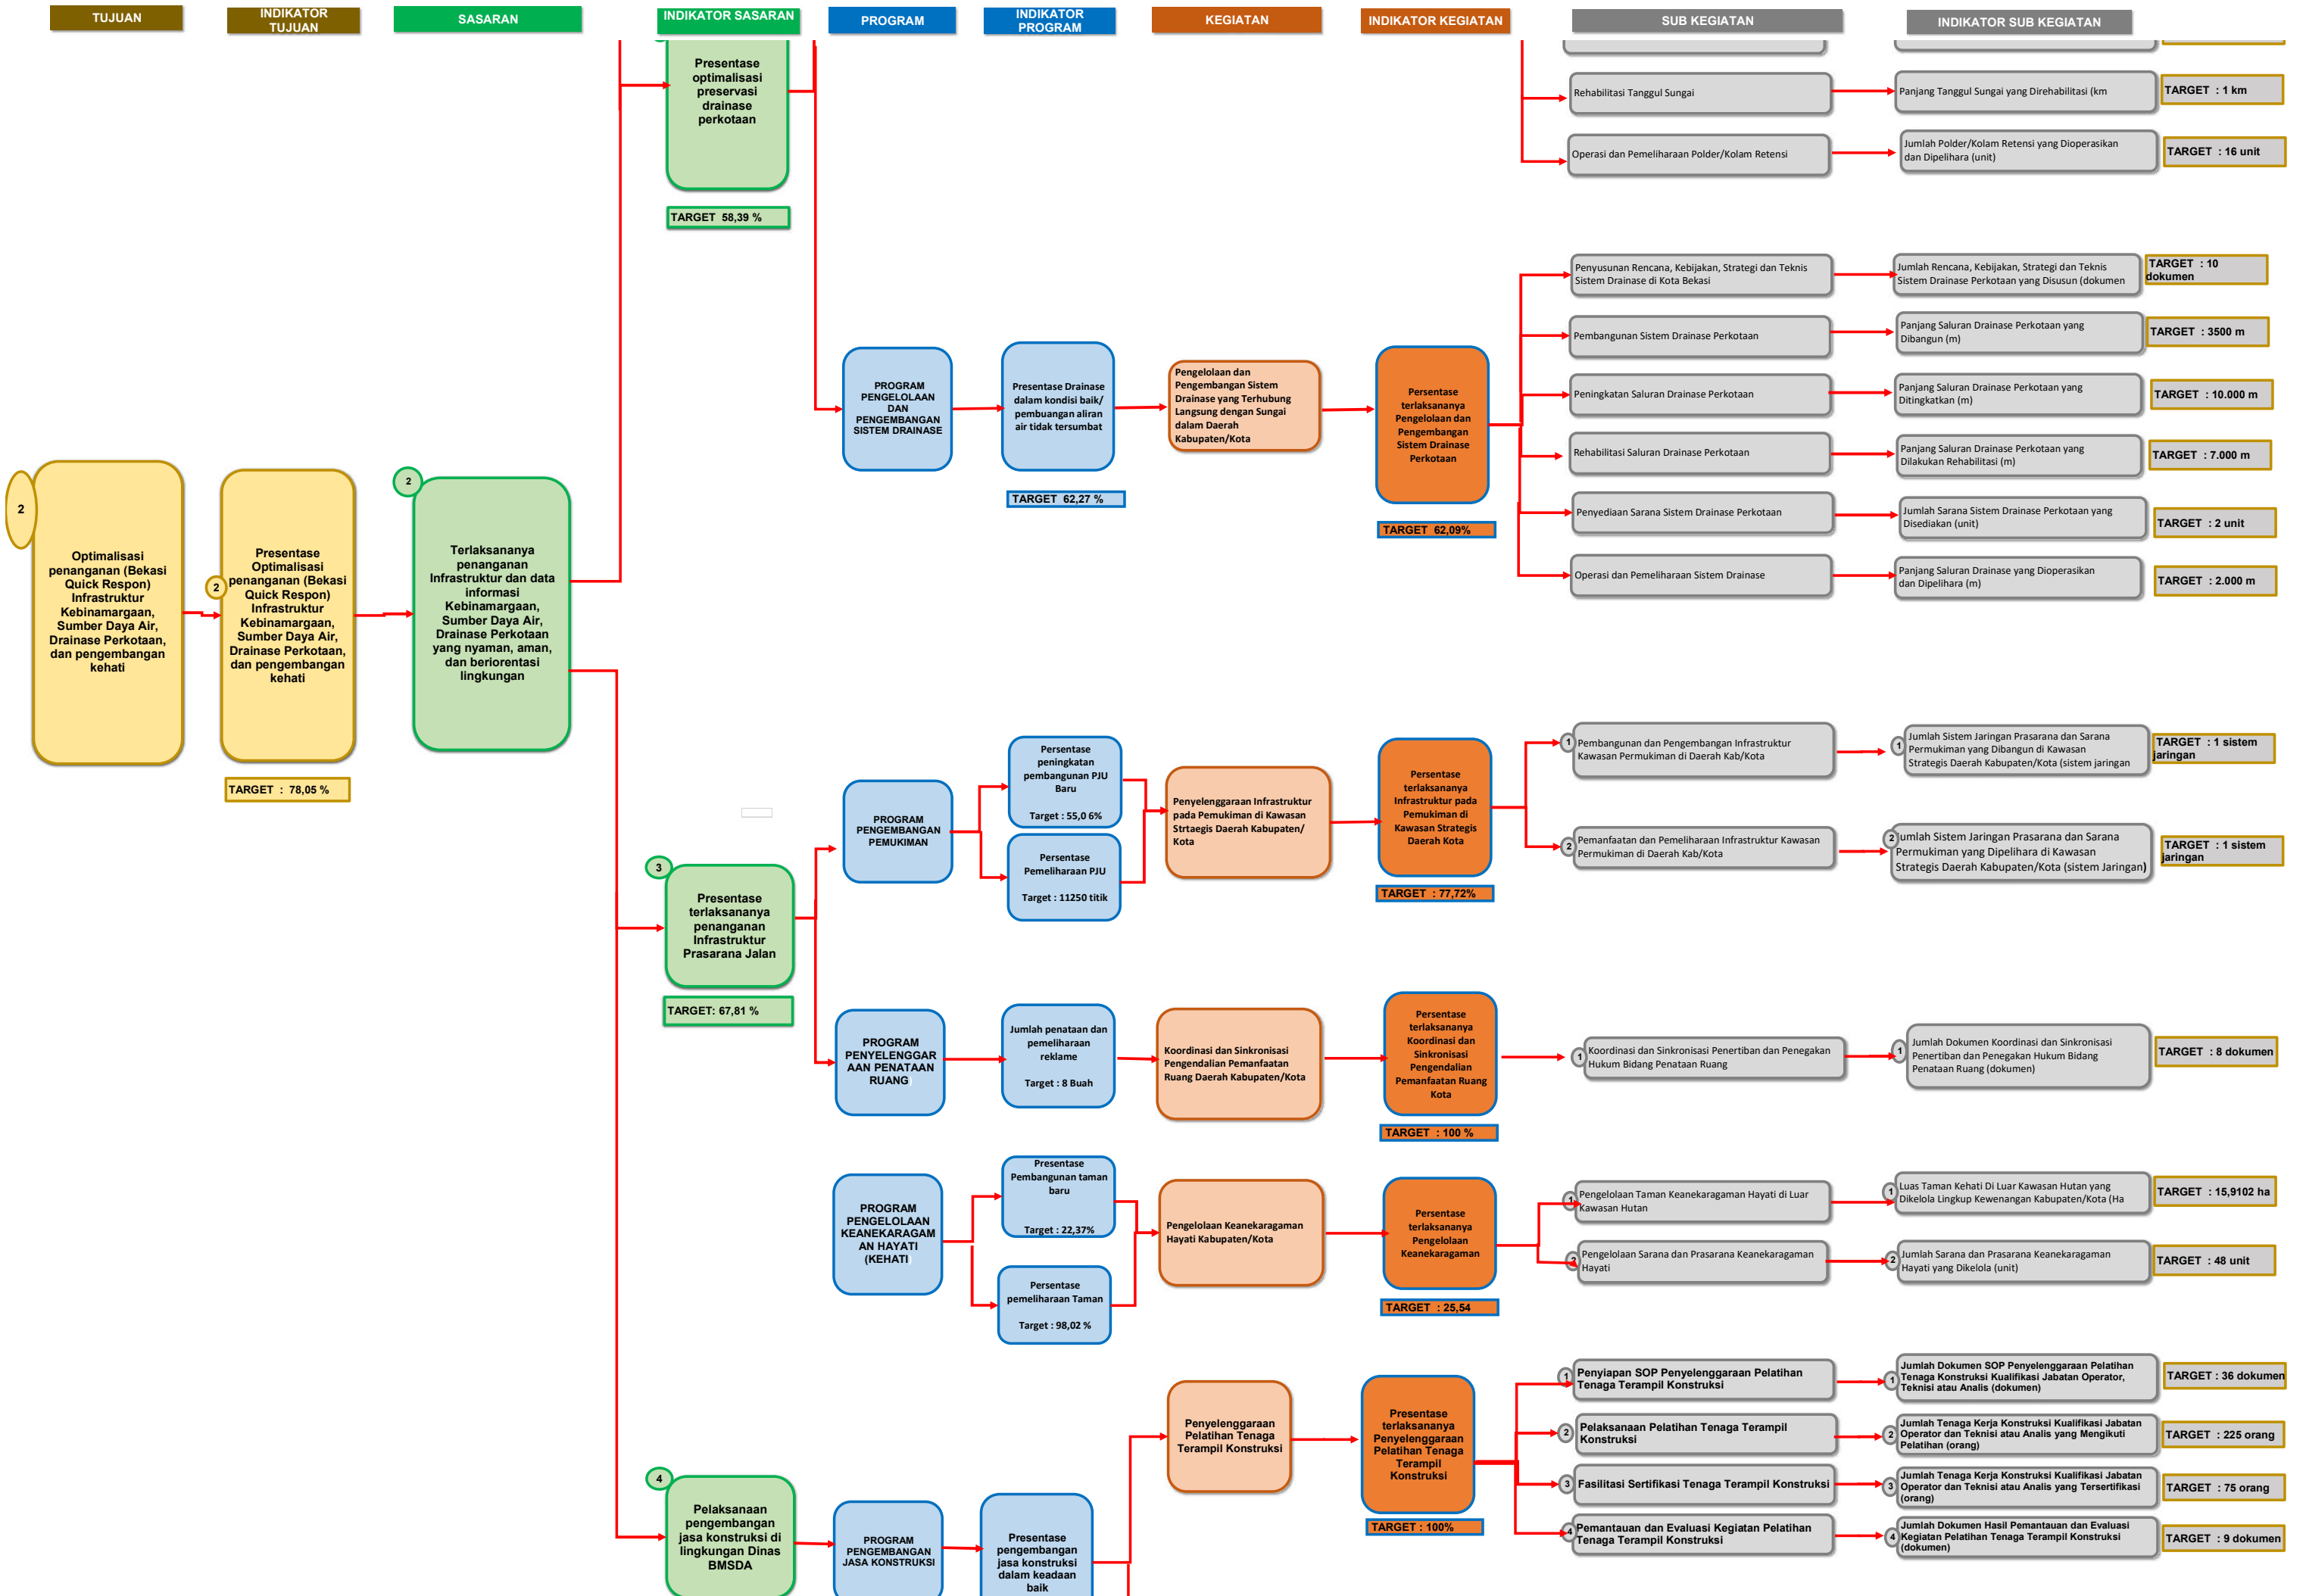 TUJUAN
INDIKATOR
TUJUAN
SASARAN
INDIKATOR SASARAN
PROGRAM
INDIKATOR
PROGRAM
KEGIATAN
INDIKATOR KEGIATAN
SUB KEGIATAN
INDIKATOR SUB KEGIATAN
Presentase
optimalisasi
preservasi
drainase
perkotaan
TARGET 58,39 %
Rehabilitasi Tanggul Sungai
Panjang Tanggul Sungai yang Direhabilitasi (km
TARGET : 1 km
Operasi dan Pemeliharaan Polder/Kolam Retensi
Jumlah Polder/Kolam Retensi yang Dioperasikan
dan Dipelihara (unit)
TARGET : 16 unit
2
Optimalisasi
penanganan (Bekasi
Quick Respon)
Infrastruktur
Kebinamargaan,
Sumber Daya Air,
Drainase Perkotaan,
dan pengembangan
kehati
2
Presentase
Optimalisasi
penanganan (Bekasi
Quick Respon)
Infrastruktur
Kebinamargaan,
Sumber Daya Air,
Drainase Perkotaan,
dan pengembangan
kehati
TARGET : 78,05 %
2
Terlaksananya
penanganan
Infrastruktur dan data
informasi
Kebinamargaan,
Sumber Daya Air,
Drainase Perkotaan
yang nyaman, aman,
dan beriorentasi
lingkungan
PROGRAM
PENGELOLAAN
DAN
PENGEMBANGAN
SISTEM DRAINASE
Presentase Drainase
dalam kondisi baik/
pembuangan aliran
air tidak tersumbat
TARGET 62,27 %
Pengelolaan dan
Pengembangan Sistem
Drainase yang Terhubung
Langsung dengan Sungai
dalam Daerah
Kabupaten/Kota
Persentase
terlaksananya
Pengelolaan dan
Pengembangan
Sistem Drainase
Perkotaan
TARGET 62,09%
Penyusunan Rencana, Kebijakan, Strategi dan Teknis
Sistem Drainase di Kota Bekasi
Jumlah Rencana, Kebijakan, Strategi dan Teknis
Sistem Drainase Perkotaan yang Disusun (dokumen
TARGET : 10
dokumen
Pembangunan Sistem Drainase Perkotaan
Panjang Saluran Drainase Perkotaan yang
Dibangun (m)
TARGET : 3500 m
Peningkatan Saluran Drainase Perkotaan
Panjang Saluran Drainase Perkotaan yang
Ditingkatkan (m)
TARGET : 10.000 m
Rehabilitasi Saluran Drainase Perkotaan
Panjang Saluran Drainase Perkotaan yang
Dilakukan Rehabilitasi (m)
TARGET : 7.000 m
Penyediaan Sarana Sistem Drainase Perkotaan
Jumlah Sarana Sistem Drainase Perkotaan yang
Disediakan (unit)
TARGET : 2 unit
Operasi dan Pemeliharaan Sistem Drainase
Panjang Saluran Drainase yang Dioperasikan
dan Dipelihara (m)
TARGET : 2.000 m
3
Presentase
terlaksananya
penanganan
Infrastruktur
Prasarana Jalan
TARGET: 67,81 %
PROGRAM
PENGEMBANGAN
PEMUKIMAN
Persentase
peningkatan
pembangunan PJU
Baru
Target : 55,0 6%
Persentase
Pemeliharaan PJU
Target : 11250 titik
Penyelenggaraan Infrastruktur
pada Pemukiman di Kawasan
Strtaegis Daerah Kabupaten/
Kota
Persentase
terlaksananya
Infrastruktur pada
Pemukiman di
Kawasan Strategis
Daerah Kota
TARGET : 77,72%
1
Pembangunan dan Pengembangan Infrastruktur
Kawasan Permukiman di Daerah Kab/Kota
1
Jumlah Sistem Jaringan Prasarana dan Sarana
Permukiman yang Dibangun di Kawasan
Strategis Daerah Kabupaten/Kota (sistem jaringan
TARGET : 1 sistem
jaringan
2
Pemanfaatan dan Pemeliharaan Infrastruktur Kawasan
Permukiman di Daerah Kab/Kota
2
Jumlah Sistem Jaringan Prasarana dan Sarana
Permukiman yang Dipelihara di Kawasan
Strategis Daerah Kabupaten/Kota (sistem Jaringan)
TARGET : 1 sistem
jaringan
PROGRAM
PENYELENGGAR
AAN PENATAAN
RUANG)
Jumlah penataan dan
pemeliharaan
reklame
Target : 8 Buah
Koordinasi dan Sinkronisasi
Pengendalian Pemanfaatan
Ruang Daerah Kabupaten/Kota
Persentase
terlaksananya
Koordinasi dan
Sinkronisasi
Pengendalian
Pemanfaatan Ruang
Kota
TARGET : 100 %
1
Koordinasi dan Sinkronisasi Penertiban dan Penegakan
Hukum Bidang Penataan Ruang
1
Jumlah Dokumen Koordinasi dan Sinkronisasi
Penertiban dan Penegakan Hukum Bidang
Penataan Ruang (dokumen)
TARGET : 8 dokumen
PROGRAM
PENGELOLAAN
KEANEKARAGAM
AN HAYATI
(KEHATI)
Presentase
Pembangunan taman
baru
Target : 22,37%
Persentase
pemeliharaan Taman
Target : 98,02 %
Pengelolaan Keanekaragaman
Hayati Kabupaten/Kota
Persentase
terlaksananya
Pengelolaan
Keanekaragaman
TARGET : 25,54
1
Pengelolaan Taman Keanekaragaman Hayati di Luar
Kawasan Hutan
1
Luas Taman Kehati Di Luar Kawasan Hutan yang
Dikelola Lingkup Kewenangan Kabupaten/Kota (Ha
TARGET : 15,9102 ha
2
Pengelolaan Sarana dan Prasarana Keanekaragaman
Hayati
2
Jumlah Sarana dan Prasarana Keanekaragaman
Hayati yang Dikelola (unit)
TARGET : 48 unit
4
Pelaksanaan
pengembangan
jasa konstruksi di
lingkungan Dinas
BMSDA
PROGRAM
PENGEMBANGAN
JASA KONSTRUKSI
Presentase
pengembangan
jasa konstruksi
dalam keadaan
baik
Penyelenggaraan
Pelatihan Tenaga
Terampil Konstruksi
Presentase
terlaksananya
Penyelenggaraan
Pelatihan Tenaga
Terampil
Konstruksi
TARGET : 100%
1
Penyiapan SOP Penyelenggaraan Pelatihan
Tenaga Terampil Konstruksi
1
Jumlah Dokumen SOP Penyelenggaraan Pelatihan
Tenaga Konstruksi Kualifikasi Jabatan Operator,
Teknisi atau Analis (dokumen)
TARGET : 36 dokumen
2
Pelaksanaan Pelatihan Tenaga Terampil
Konstruksi
2
Jumlah Tenaga Kerja Konstruksi Kualifikasi Jabatan
Operator dan Teknisi atau Analis yang Mengikuti
Pelatihan (orang)
TARGET : 225 orang
3
Fasilitasi Sertifikasi Tenaga Terampil Konstruksi
3
Jumlah Tenaga Kerja Konstruksi Kualifikasi Jabatan
Operator dan Teknisi atau Analis yang Tersertifikasi
(orang)
TARGET : 75 orang
4
Pemantauan dan Evaluasi Kegiatan Pelatihan
Tenaga Terampil Konstruksi
4
Jumlah Dokumen Hasil Pemantauan dan Evaluasi
Kegiatan Pelatihan Tenaga Terampil Konstruksi
(dokumen)
TARGET : 9 dokumen